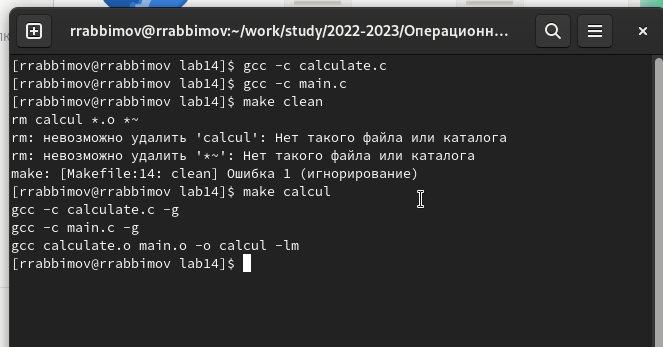 rrabbimov@rrabbimov:~/work/study/2022-2023/Операционн...
[rrabbimov@rrabbimov lab14]$ gcc -c calculate.c
[rrabbimov@rrabbimov lab14]$ gcc -c main.c
[rrabbimov@rrabbimov lab14]$ make clean
rm calcul *.o *~
rm: невозможно удалить 'calcul': Нет такого файла или каталога
rm: невозможно удалить '*~': Нет такого файла или каталога
make: [Makefile:14: clean] Ошибка 1 (игнорирование)
[rrabbimov@rrabbimov lab14]$ make calcul
gcc -c calculate.c -g
gcc -c main.c -g
gcc calculate.o main.o -o calcul -lm
[rrabbimov@rrabbimov lab14]$